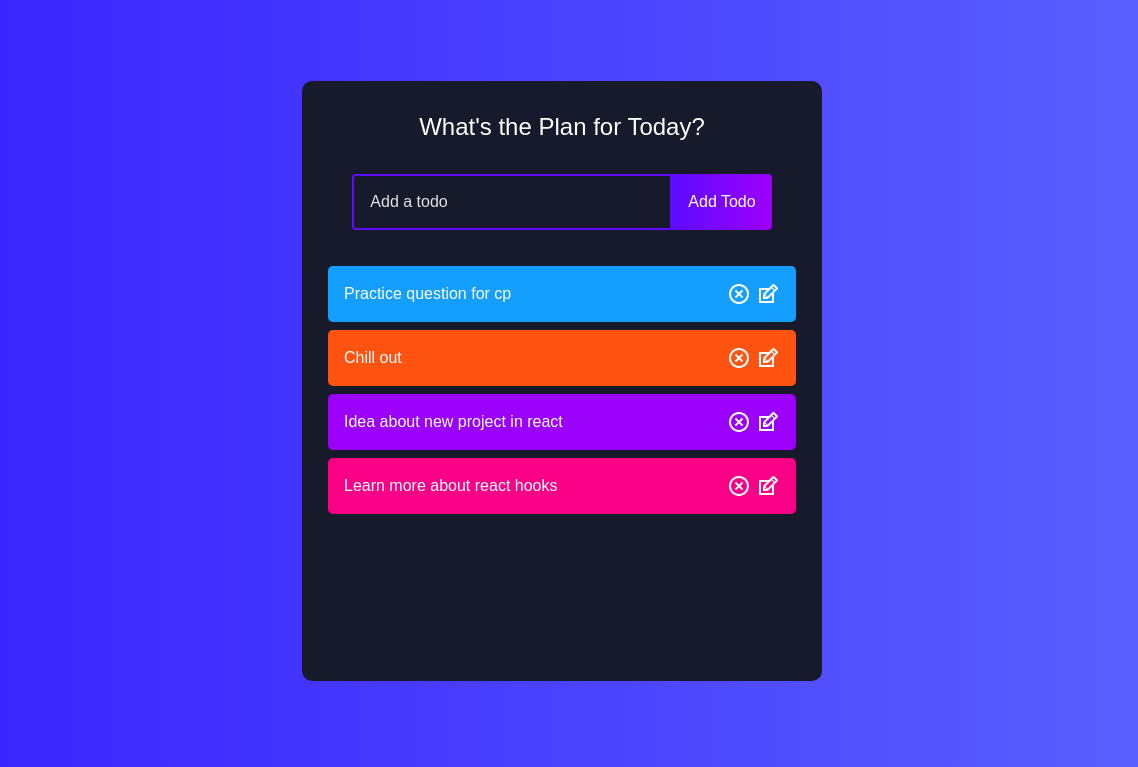 What's the Plan for Today?
Add a todo
Add Todo
Practice question for cp
Chill out
Idea about new project in react
Learn more about react hooks